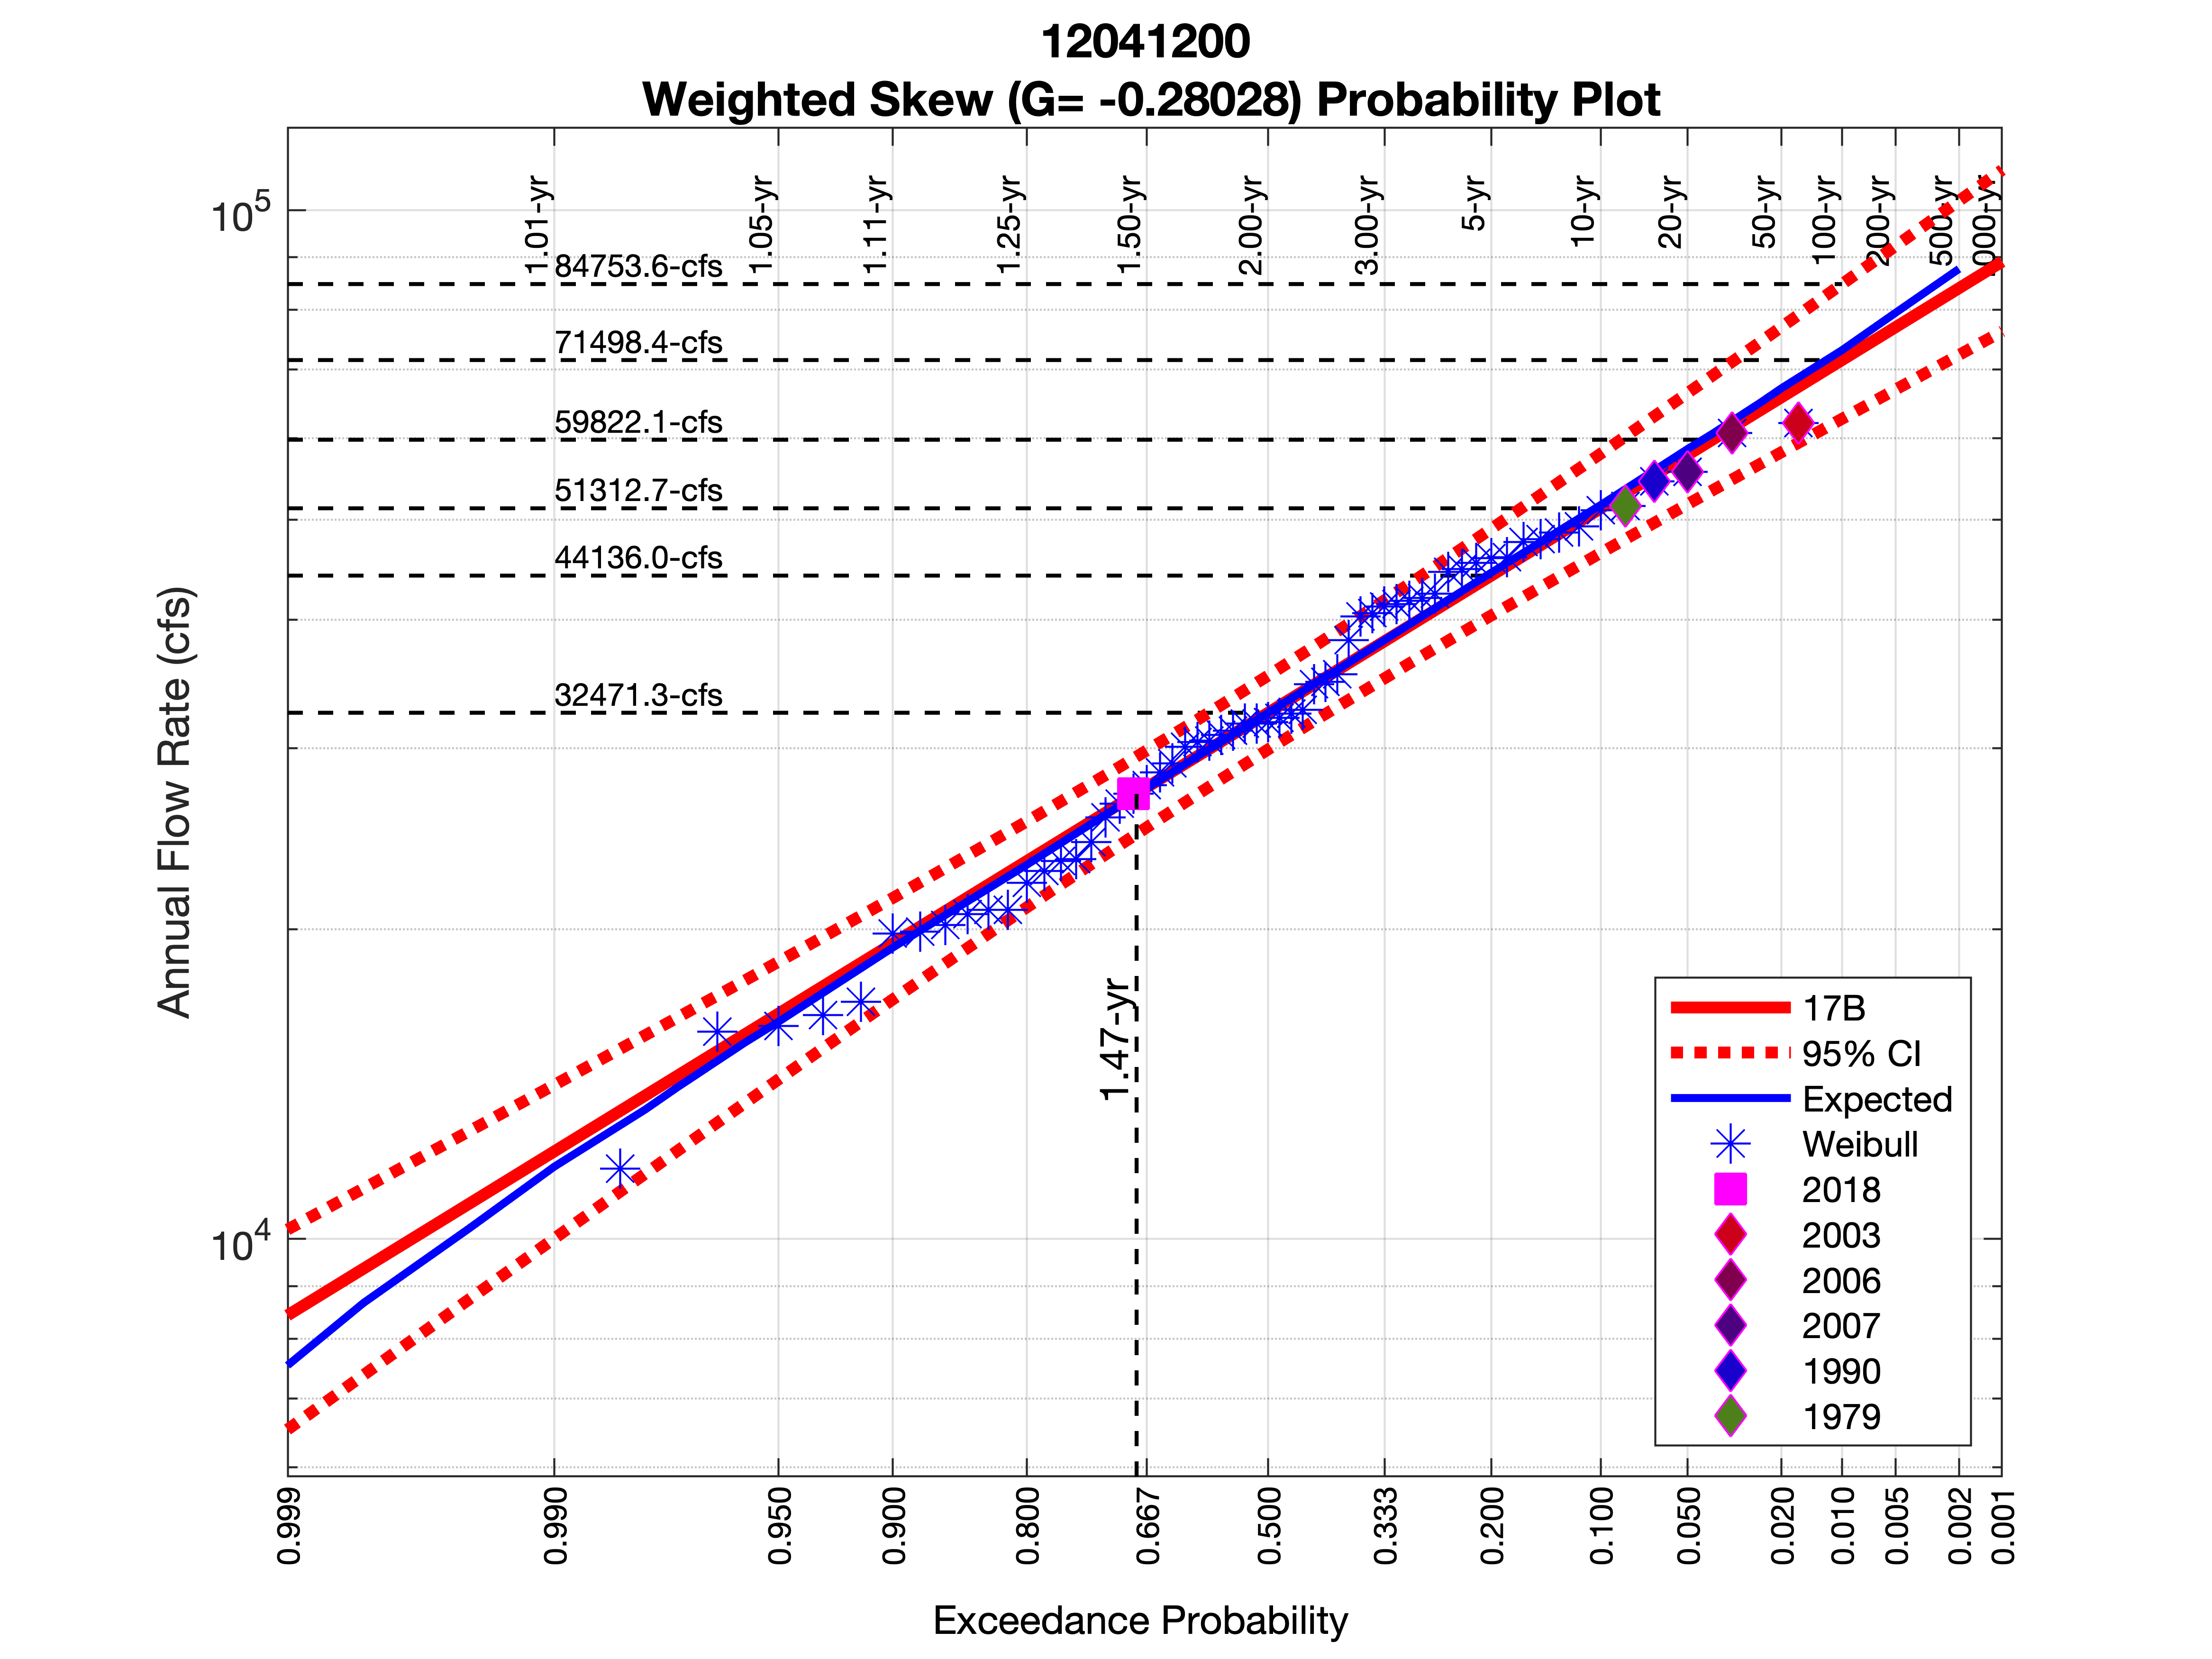 12041200
Weighted Skew (G= -0.28028) Probability Plot
1.01-yr
1.05-yr
1.11-yr
1.25-yr
1.50-yr
2.00-yr
3.00-yr
5-yr
10-yr
20-yr
50-yr
100-yr
200-yr
500-yr
000-yr
10^5
10^4
84753.6-cfs
71498.4-cfs
59822.1-cfs
51312.7-cfs
44136.0-cfs
32471.3-cfs
1.47-yr
Annual Flow Rate (cfs)
17B
95% CI
Expected
Weibull
2018
2003
2006
2007
1990
1979
0.999
0.990
0.950
0.900
0.800
0.667
0.500
0.333
0.200
0.100
0.050
0.020
0.010
0.005
0.002
0.001
Exceedance Probability